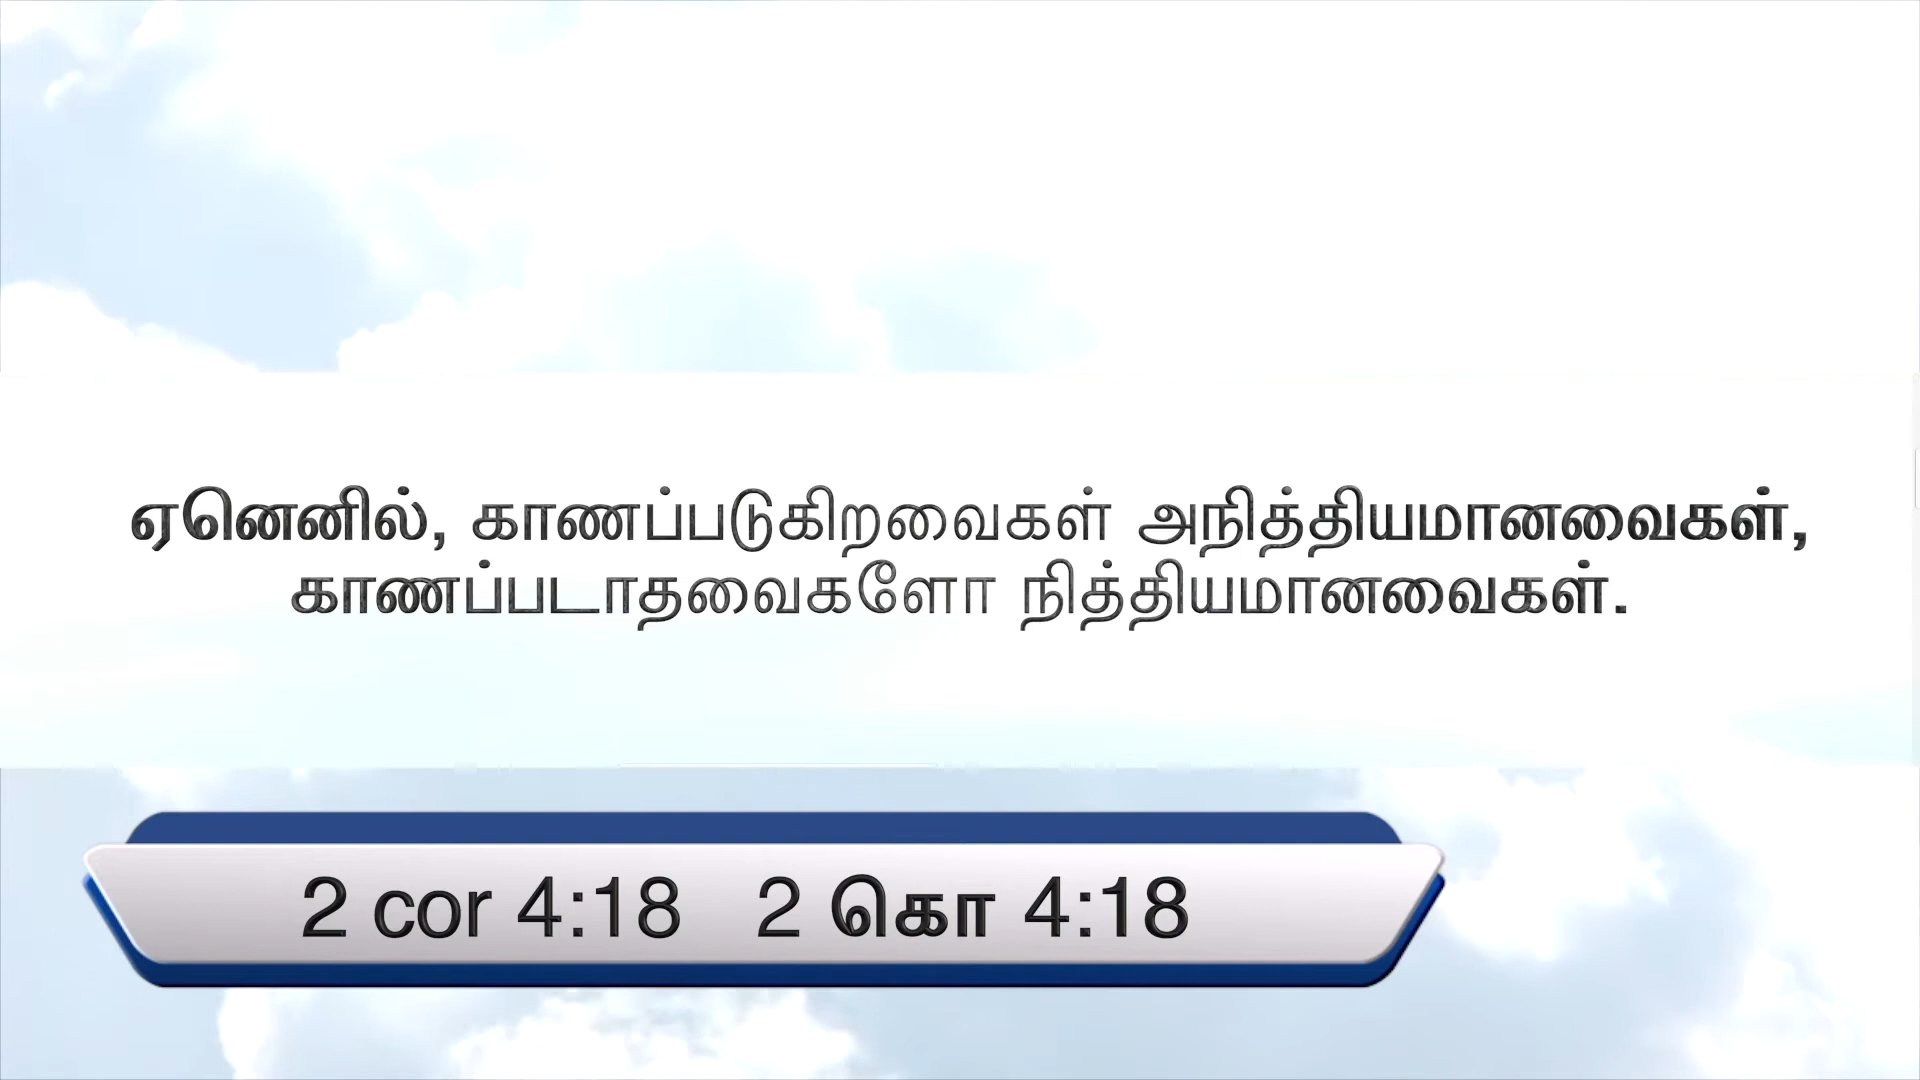 ஏனெனில், காணப்படுகிறவைகள் அநித்தியமானவைகள்,
காணப்படாதவைகளோ நித்தியமானவைகள்.
2 cor 4:18 2 கொ 4:18